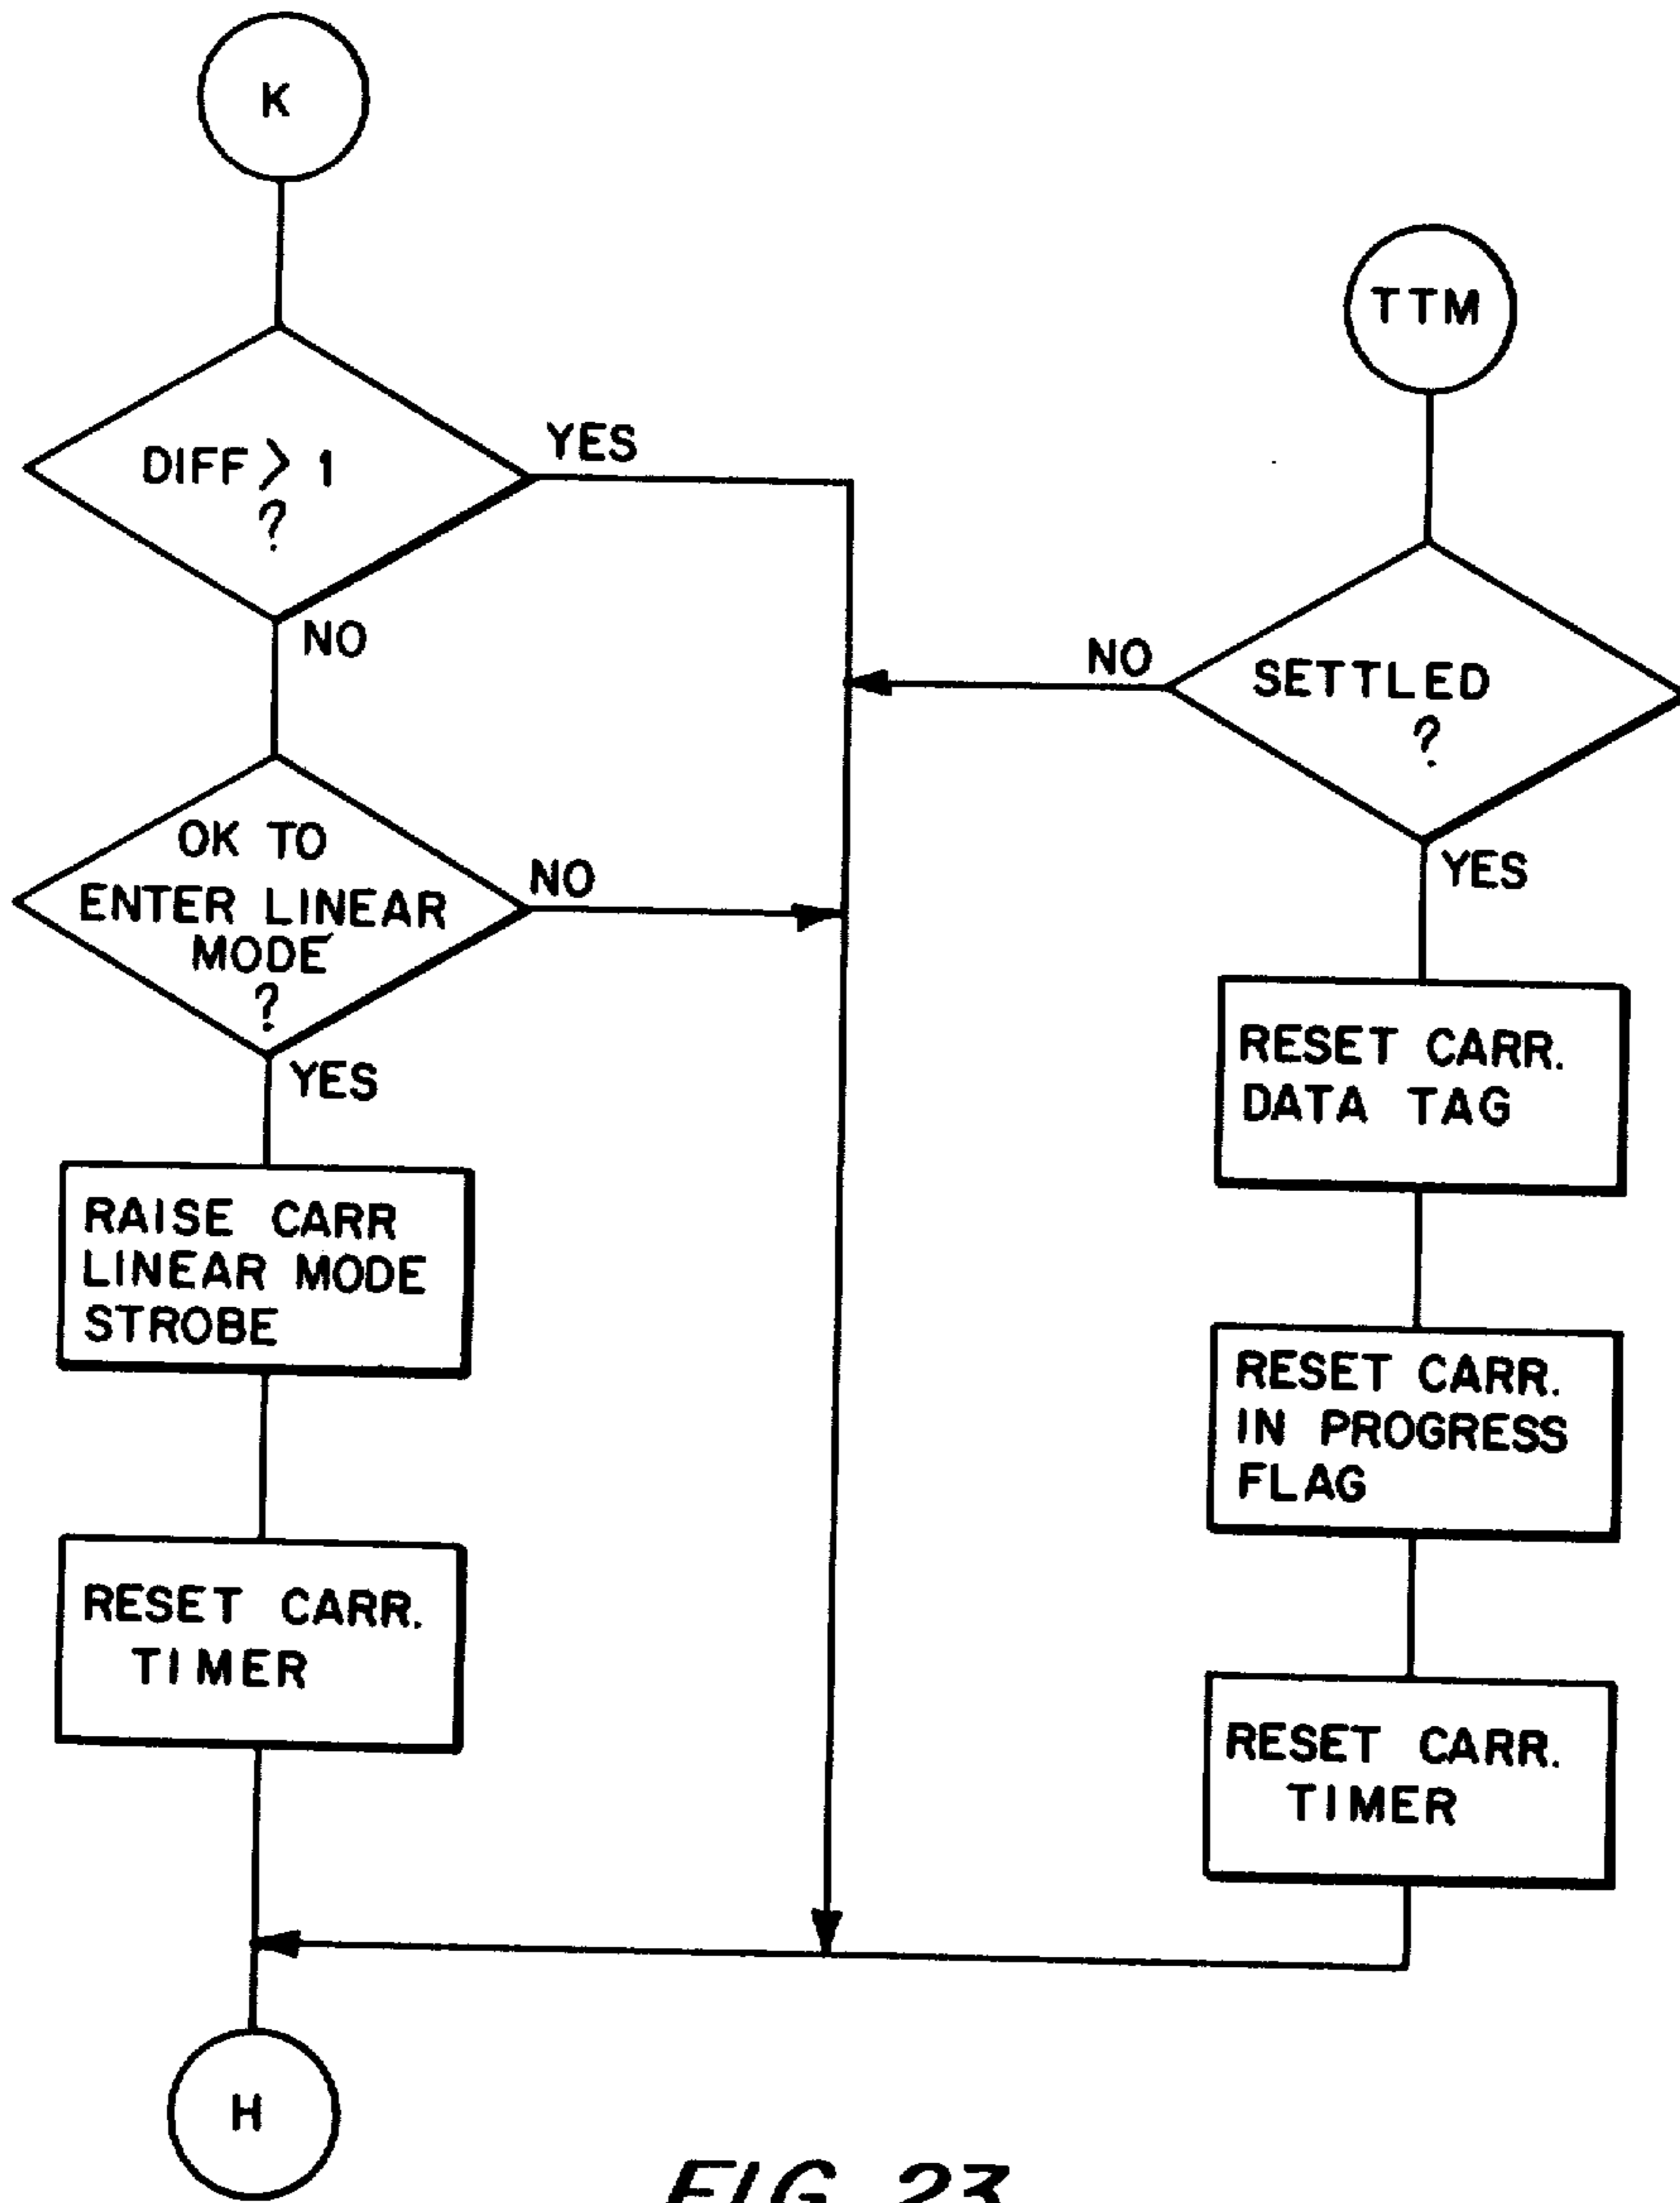 K
DIFF > 1
?
YES
NO
OK TO
ENTER LINEAR
MODE
?
NO
YES
RAISE CARR
LINEAR MODE
STROBE
RESET CARR.
TIMER
H
TTM
SETTLED
?
NO
YES
RESET CARR.
DATA TAG
RESET CARR.
IN PROGRESS
FLAG
RESET CARR.
TIMER
FIG. 23